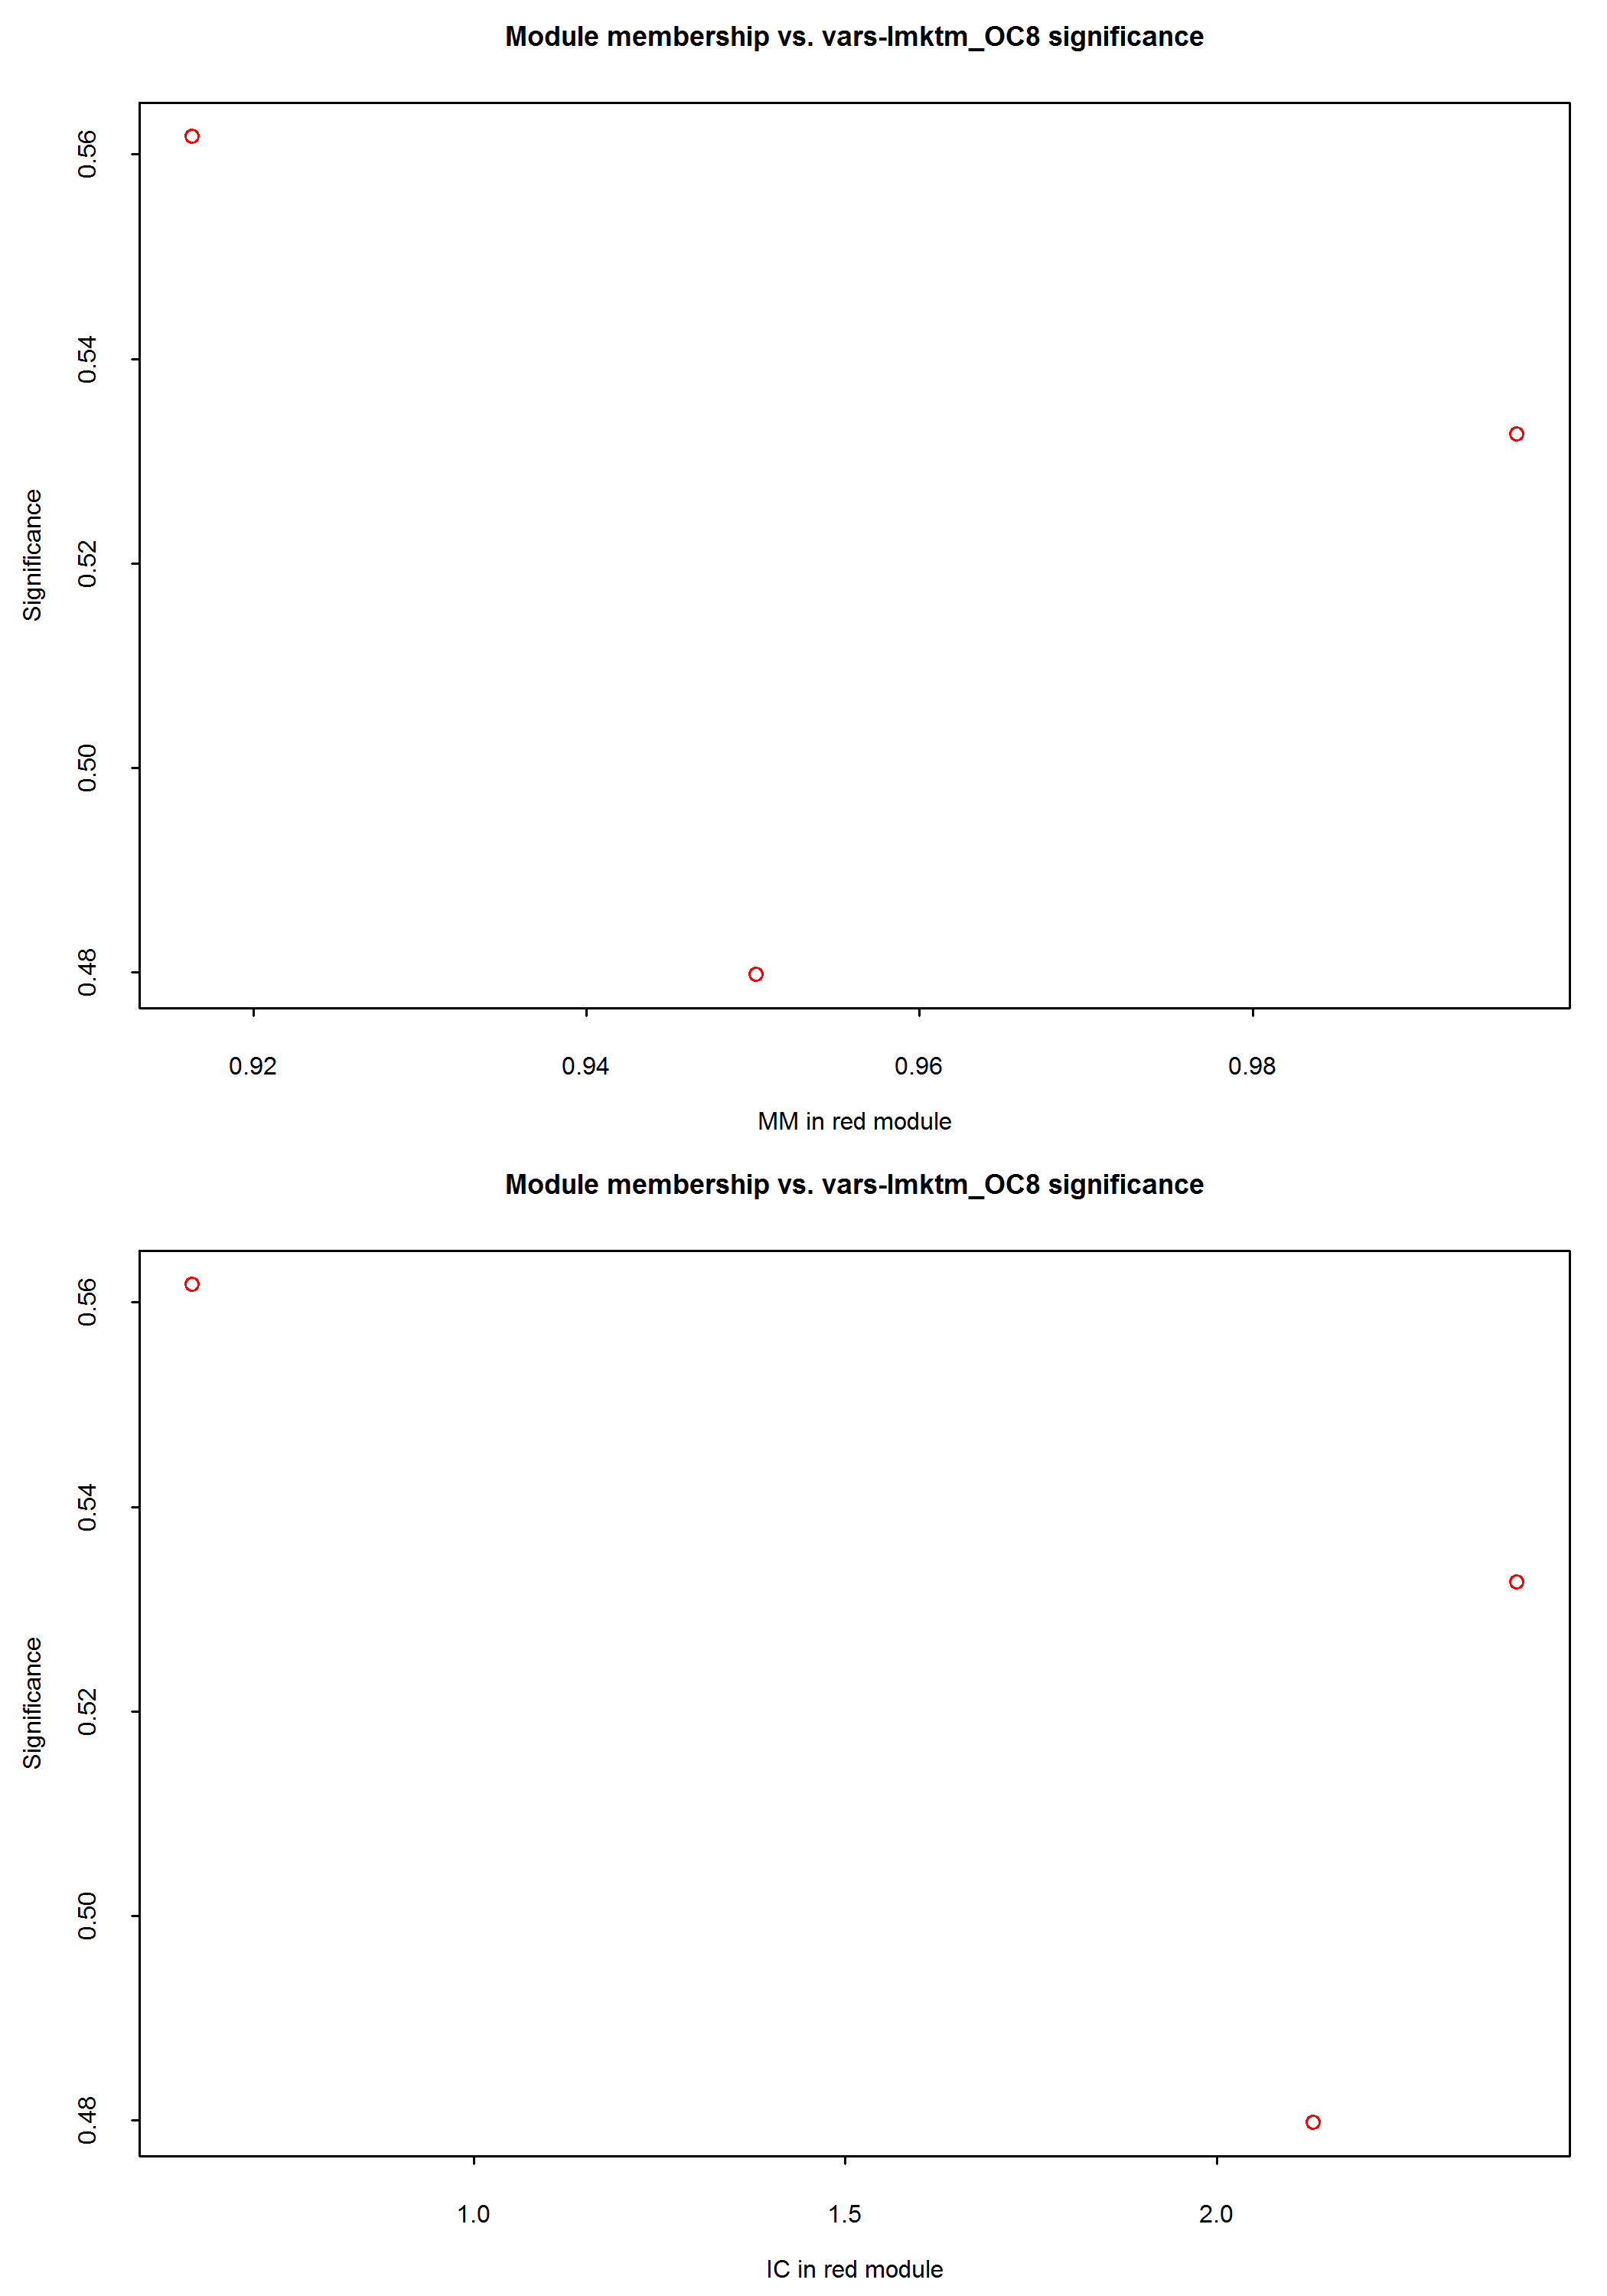 Module membership vs. vars-lmktm_OC8 significance
0.56
0.54
0.52
0.50
0.48
Significance
0.92 0.94 0.96 0.98
MM in red module
Module membership vs. vars-lmktm_OC8 significance
0.56
0.54
0.52
0.50
0.48
Significance
1.0 1.5 2.0
IC in red module